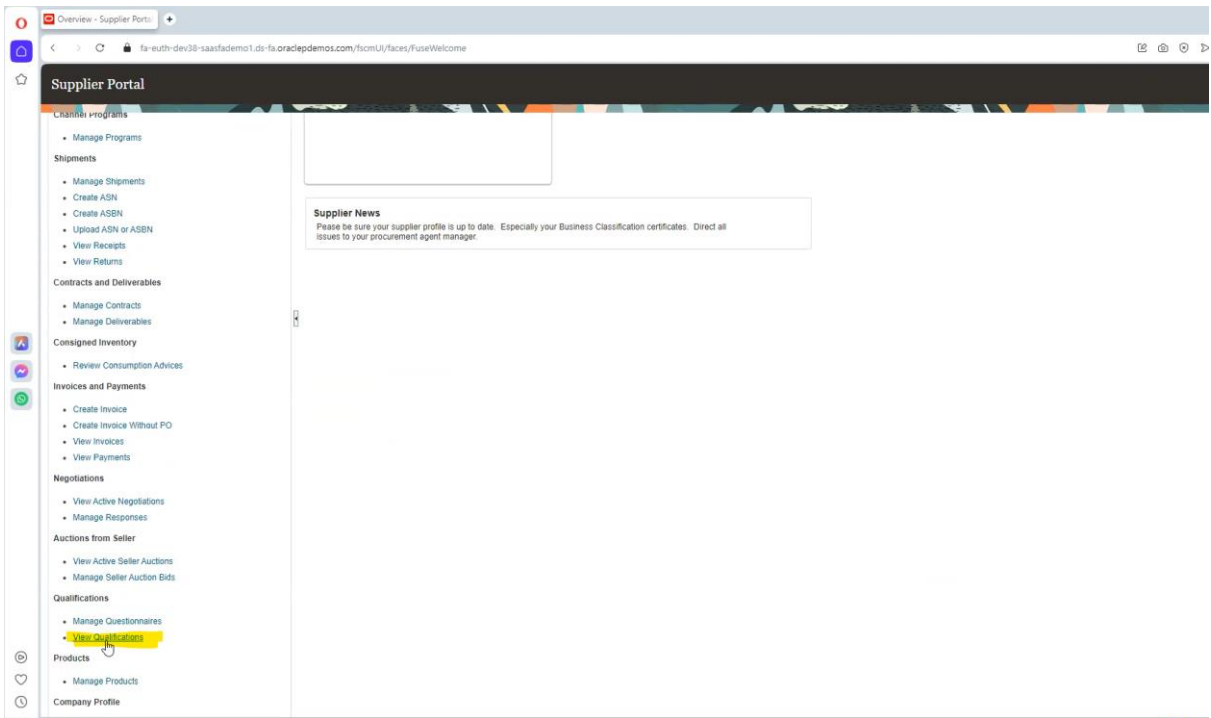 Overview - Supplier Porta
fa-euth-dev38-saasfademo1.ds-fa.oraclepdemos.com/fscmUI/faces/FuseWelcome
Supplier Portal
Channel Programs
Manage Programs
Shipments
Manage Shipments
Create ASN
Create ASBN
Upload ASN or ASBN
View Receipts
View Returns
Contracts and Deliverables
Manage Contracts
Manage Deliverables
Consigned Inventory
Review Consumption Advices
Invoices and Payments
Create Invoice
Create Invoice Without PO
View Invoices
View Payments
Negotiations
View Active Negotiations
Manage Responses
Auctions from Seller
View Active Seller Auctions
Manage Seller Auction Bids
Qualifications
Manage Questionnaires
View Qualifications
Products
Manage Products
Company Profile
Supplier News
Pease be sure your supplier profile is up to date. Especially your Business Classification certificates. Direct all
issues to your procurement agent manager.